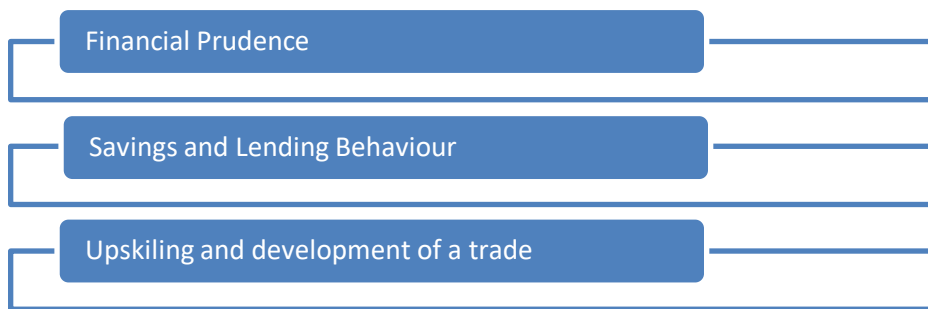 Financial Prudence
Savings and Lending Behaviour
Upskiling and development of a trade